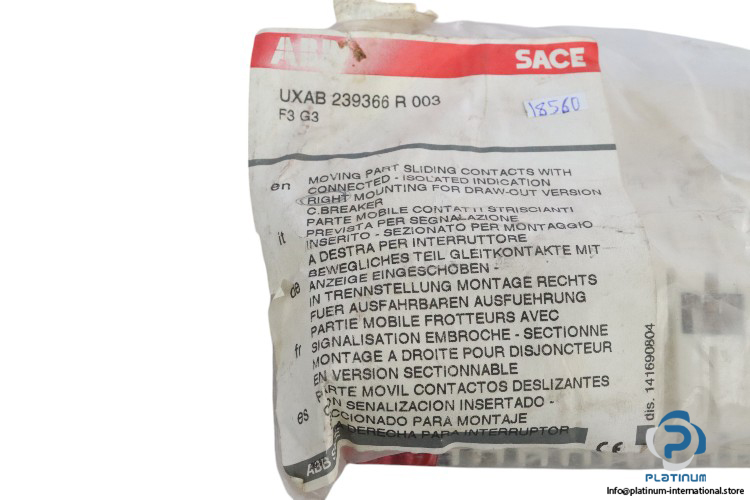 ABB SACE
UXAB 239366 R 003
F3 G3
18560
en MOVING PART SLIDING CONTACTS WITH
CONNECTED - ISOLATED INDICATION
RIGHT MOUNTING FOR DRAW-OUT VERSION
C.BREAKER
it PARTE MOBILE CONTATTI STRISCIANTI
PREVISTA PER SEGNALAZIONE
INSERITO - SEZIONATO PER MONTAGGIO
A DESTRA PER INTERRUTTORE
de BEWEGLICHES TEIL GLEITKONTAKTE MIT
ANZEIGE EINGESCHOBEN -
IN TRENNSTELLUNG MONTAGE RECHTS
FUER AUSFAHRBAREN AUSFUEHRUNG
fr PARTIE MOBILE FROTTEURS AVEC
SIGNALISATION EMBROCHE - SECTIONNE
MONTAGE A DROITE POUR DISJONCTEUR
EN VERSION SECTIONNABLE
es PARTE MOVIL CONTACTOS DESLIZANTES
CON SENALIZACION INSERTADO -
CCIONADO PARA MONTAJE
DERECHA PARA INTERRUPTOR
ABB S
CE
dis. 141690804
PLATINUM
Info@platinum-international.store